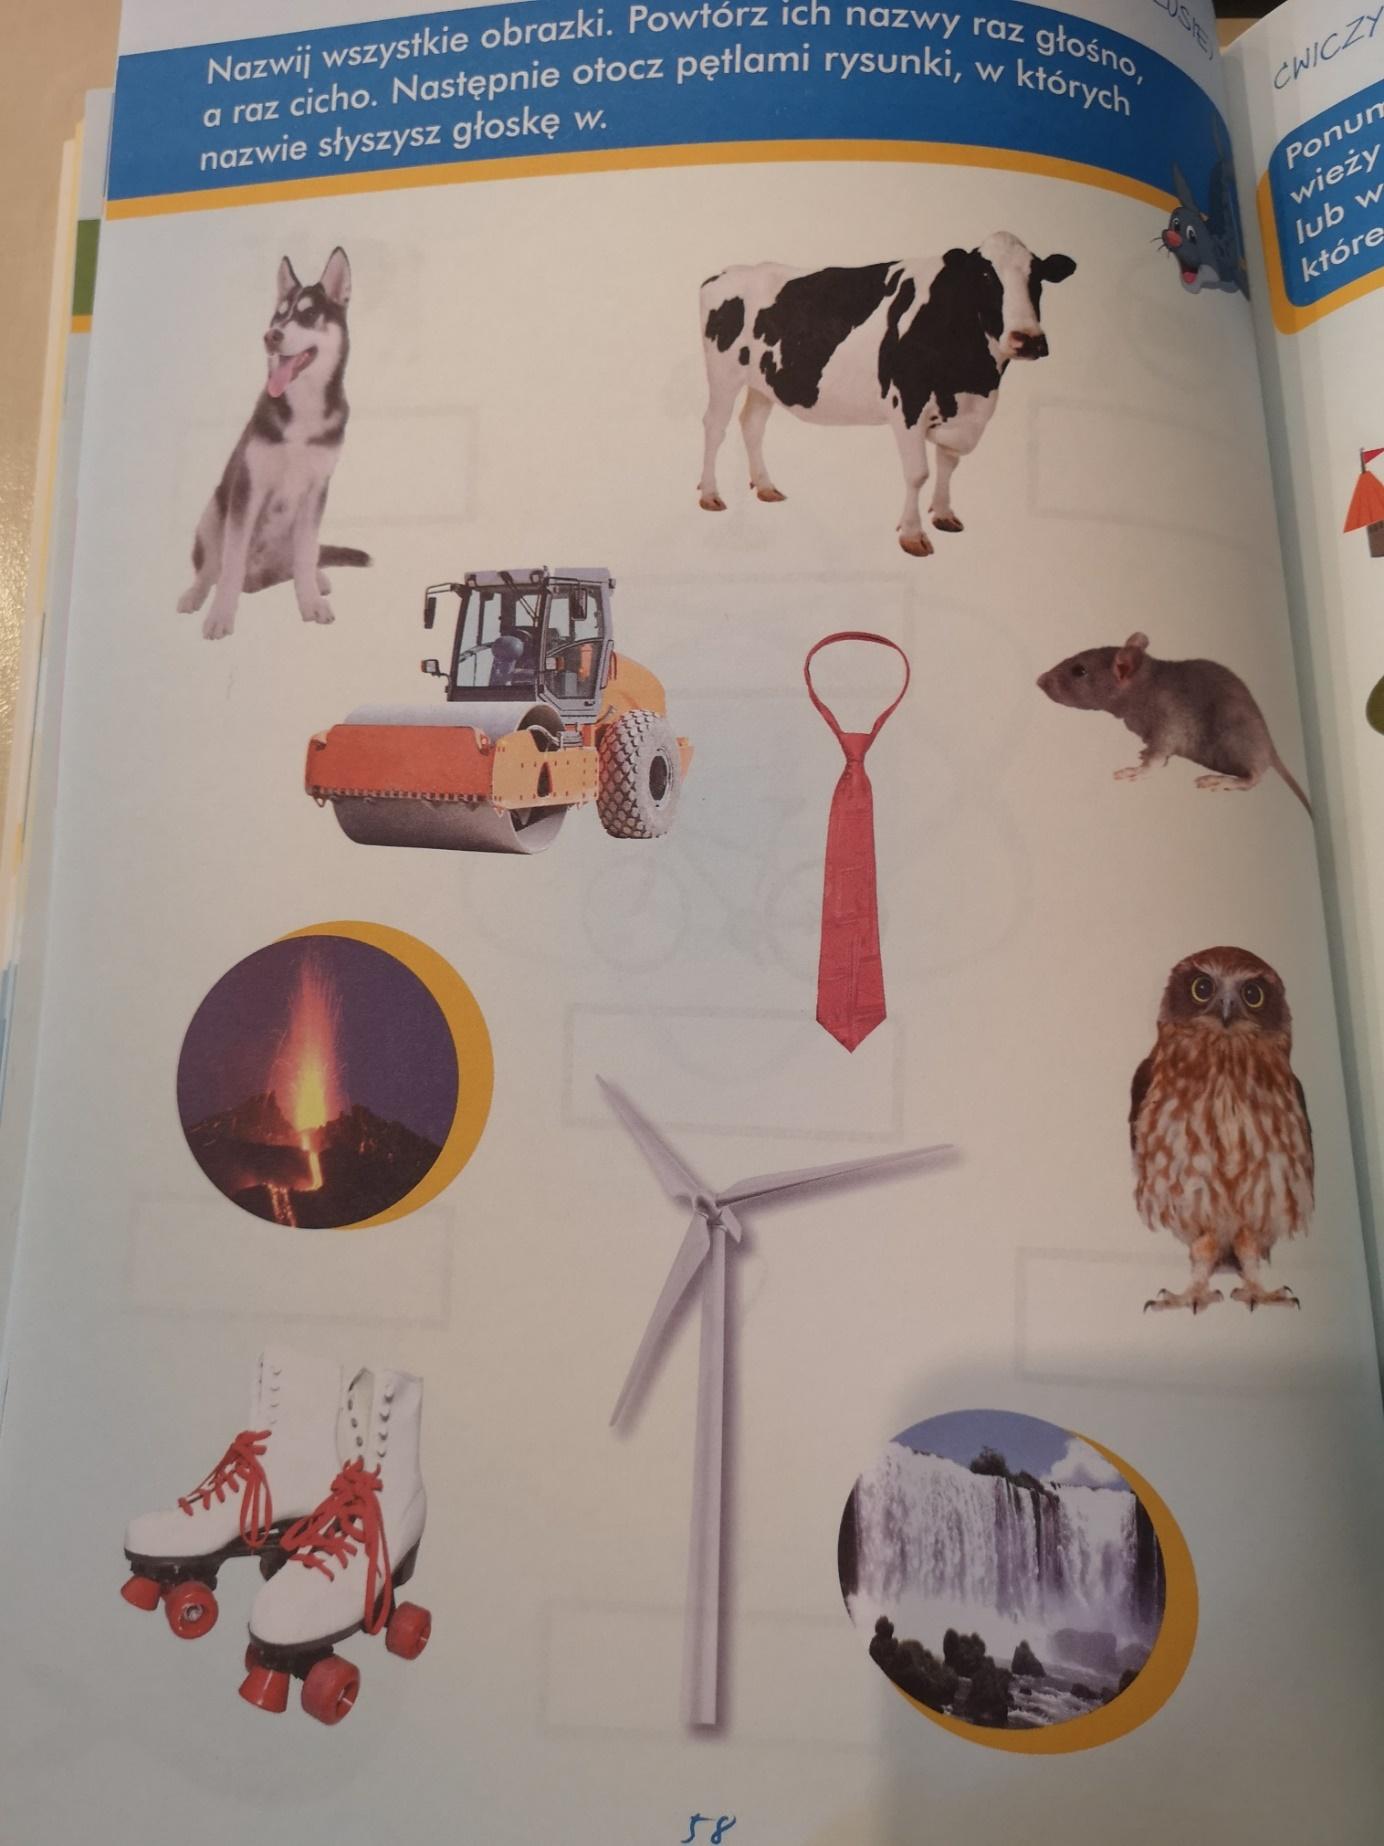 Nazwij wszystkie obrazki. Powtórz ich nazwy raz głośno,
a raz cicho. Następnie otocz pętlami rysunki, w których
nazwie słyszysz głoskę w.
ĆWICZY
Ponum
wieży
lub w
które
58